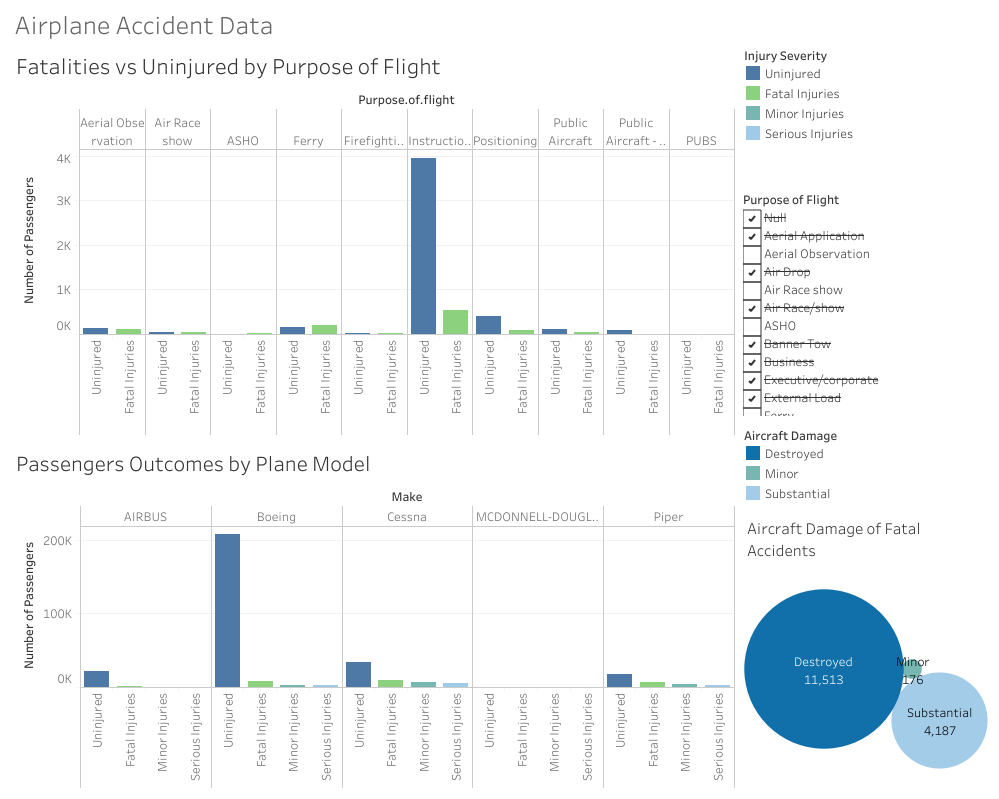 Airplane Accident Data
Fatalities vs Uninjured by Purpose of Flight
Purpose.of.flight
Aerial Obse
rvation
Air Race
show
ASHO
Ferry
Firefighti..
Instructio..
Positioning
Public
Aircraft
Public
Aircraft - ..
PUBS
Number of Passengers
4K
3K
2K
1K
0K
Uninjured
Fatal Injuries
Uninjured
Fatal Injuries
Uninjured
Fatal Injuries
Uninjured
Fatal Injuries
Uninjured
Fatal Injuries
Uninjured
Fatal Injuries
Uninjured
Fatal Injuries
Uninjured
Fatal Injuries
Uninjured
Fatal Injuries
Uninjured
Fatal Injuries
Injury Severity
Uninjured
Fatal Injuries
Minor Injuries
Serious Injuries
Purpose of Flight
Null
Aerial Application
Aerial Observation
Air Drop
Air Race show
Air Race/show
ASHO
Banner Tow
Business
Executive/corporate
External Load
Ferry
Aircraft Damage
Destroyed
Minor
Substantial
Passengers Outcomes by Plane Model
Make
AIRBUS
Boeing
Cessna
MCDONNELL-DOUGL..
Piper
Number of Passengers
200K
100K
0K
Uninjured
Fatal Injuries
Minor Injuries
Serious Injuries
Uninjured
Fatal Injuries
Minor Injuries
Serious Injuries
Uninjured
Fatal Injuries
Minor Injuries
Serious Injuries
Uninjured
Fatal Injuries
Minor Injuries
Serious Injuries
Uninjured
Fatal Injuries
Minor Injuries
Serious Injuries
Aircraft Damage of Fatal
Accidents
Destroyed
11,513
Minor
176
Substantial
4,187